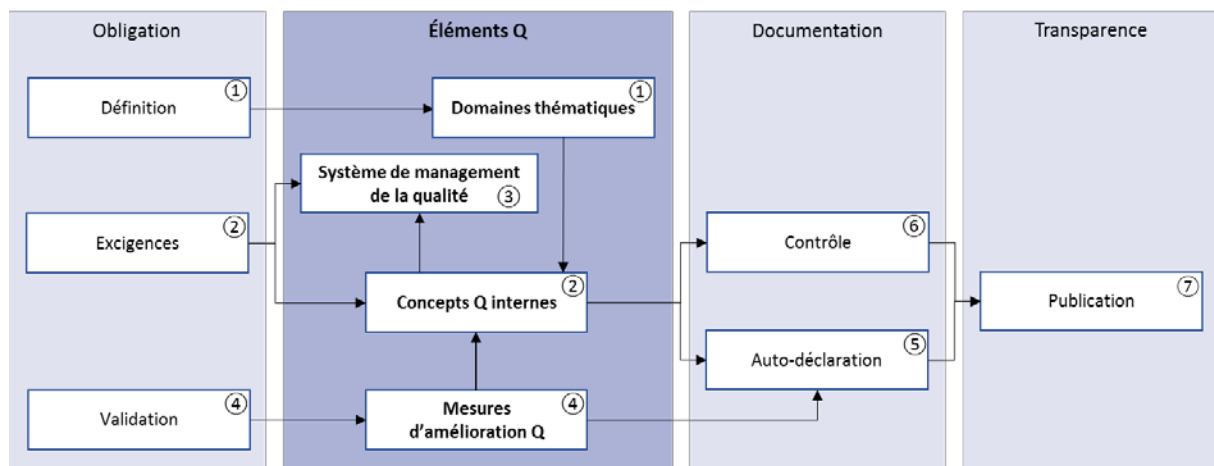 Obligation
Éléments Q
Documentation
Transparence
Définition
①
Domaines thématiques
①
Système de management
de la qualité
③
Excigences
②
Contrôle
⑥
Concepts Q internes
②
Publication
⑦
Auto-déclaration
⑤
Validation
④
Mesures
d'amélioration Q
④